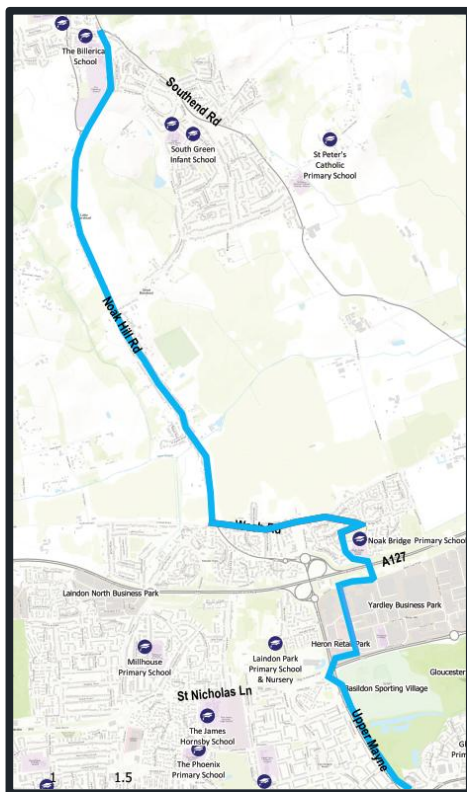 The Billerica
School
Southend Rd
South Green
Infant School
St Peter's
Catholic
Primary School
Noak Hill Rd
Wash Rd
Noak Bridge Primary School
A127
Laindon North Business Park
Yardley Business Park
Heron Retail Park
Millhouse
Primary School
Laindon Park
Primary School
& Nursery
Gloucester
St Nicholas Ln
Basildon Sporting Village
Upper Mayne
The James
Hornsby School
The Phoenix
Primary School
1
1.5